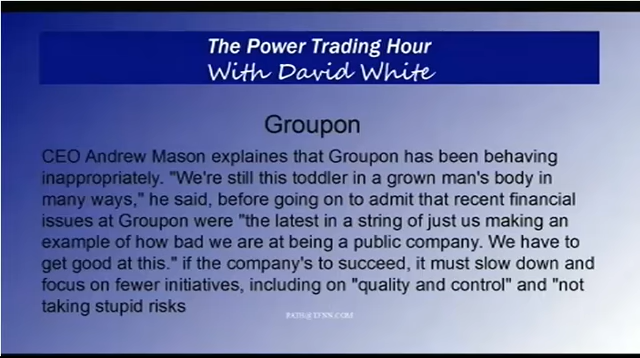 The Power Trading Hour
With David White
Groupon
CEO Andrew Mason explaines that Groupon has been behaving
inappropriately. "We're still this toddler in a grown man's body in
many ways," he said, before going on to admit that recent financial
issues at Groupon were "the latest in a string of just us making an
example of how bad we are at being a public company. We have to
get good at this." if the company's to succeed, it must slow down and
focus on fewer initiatives, including on "quality and control" and "not
taking stupid risks